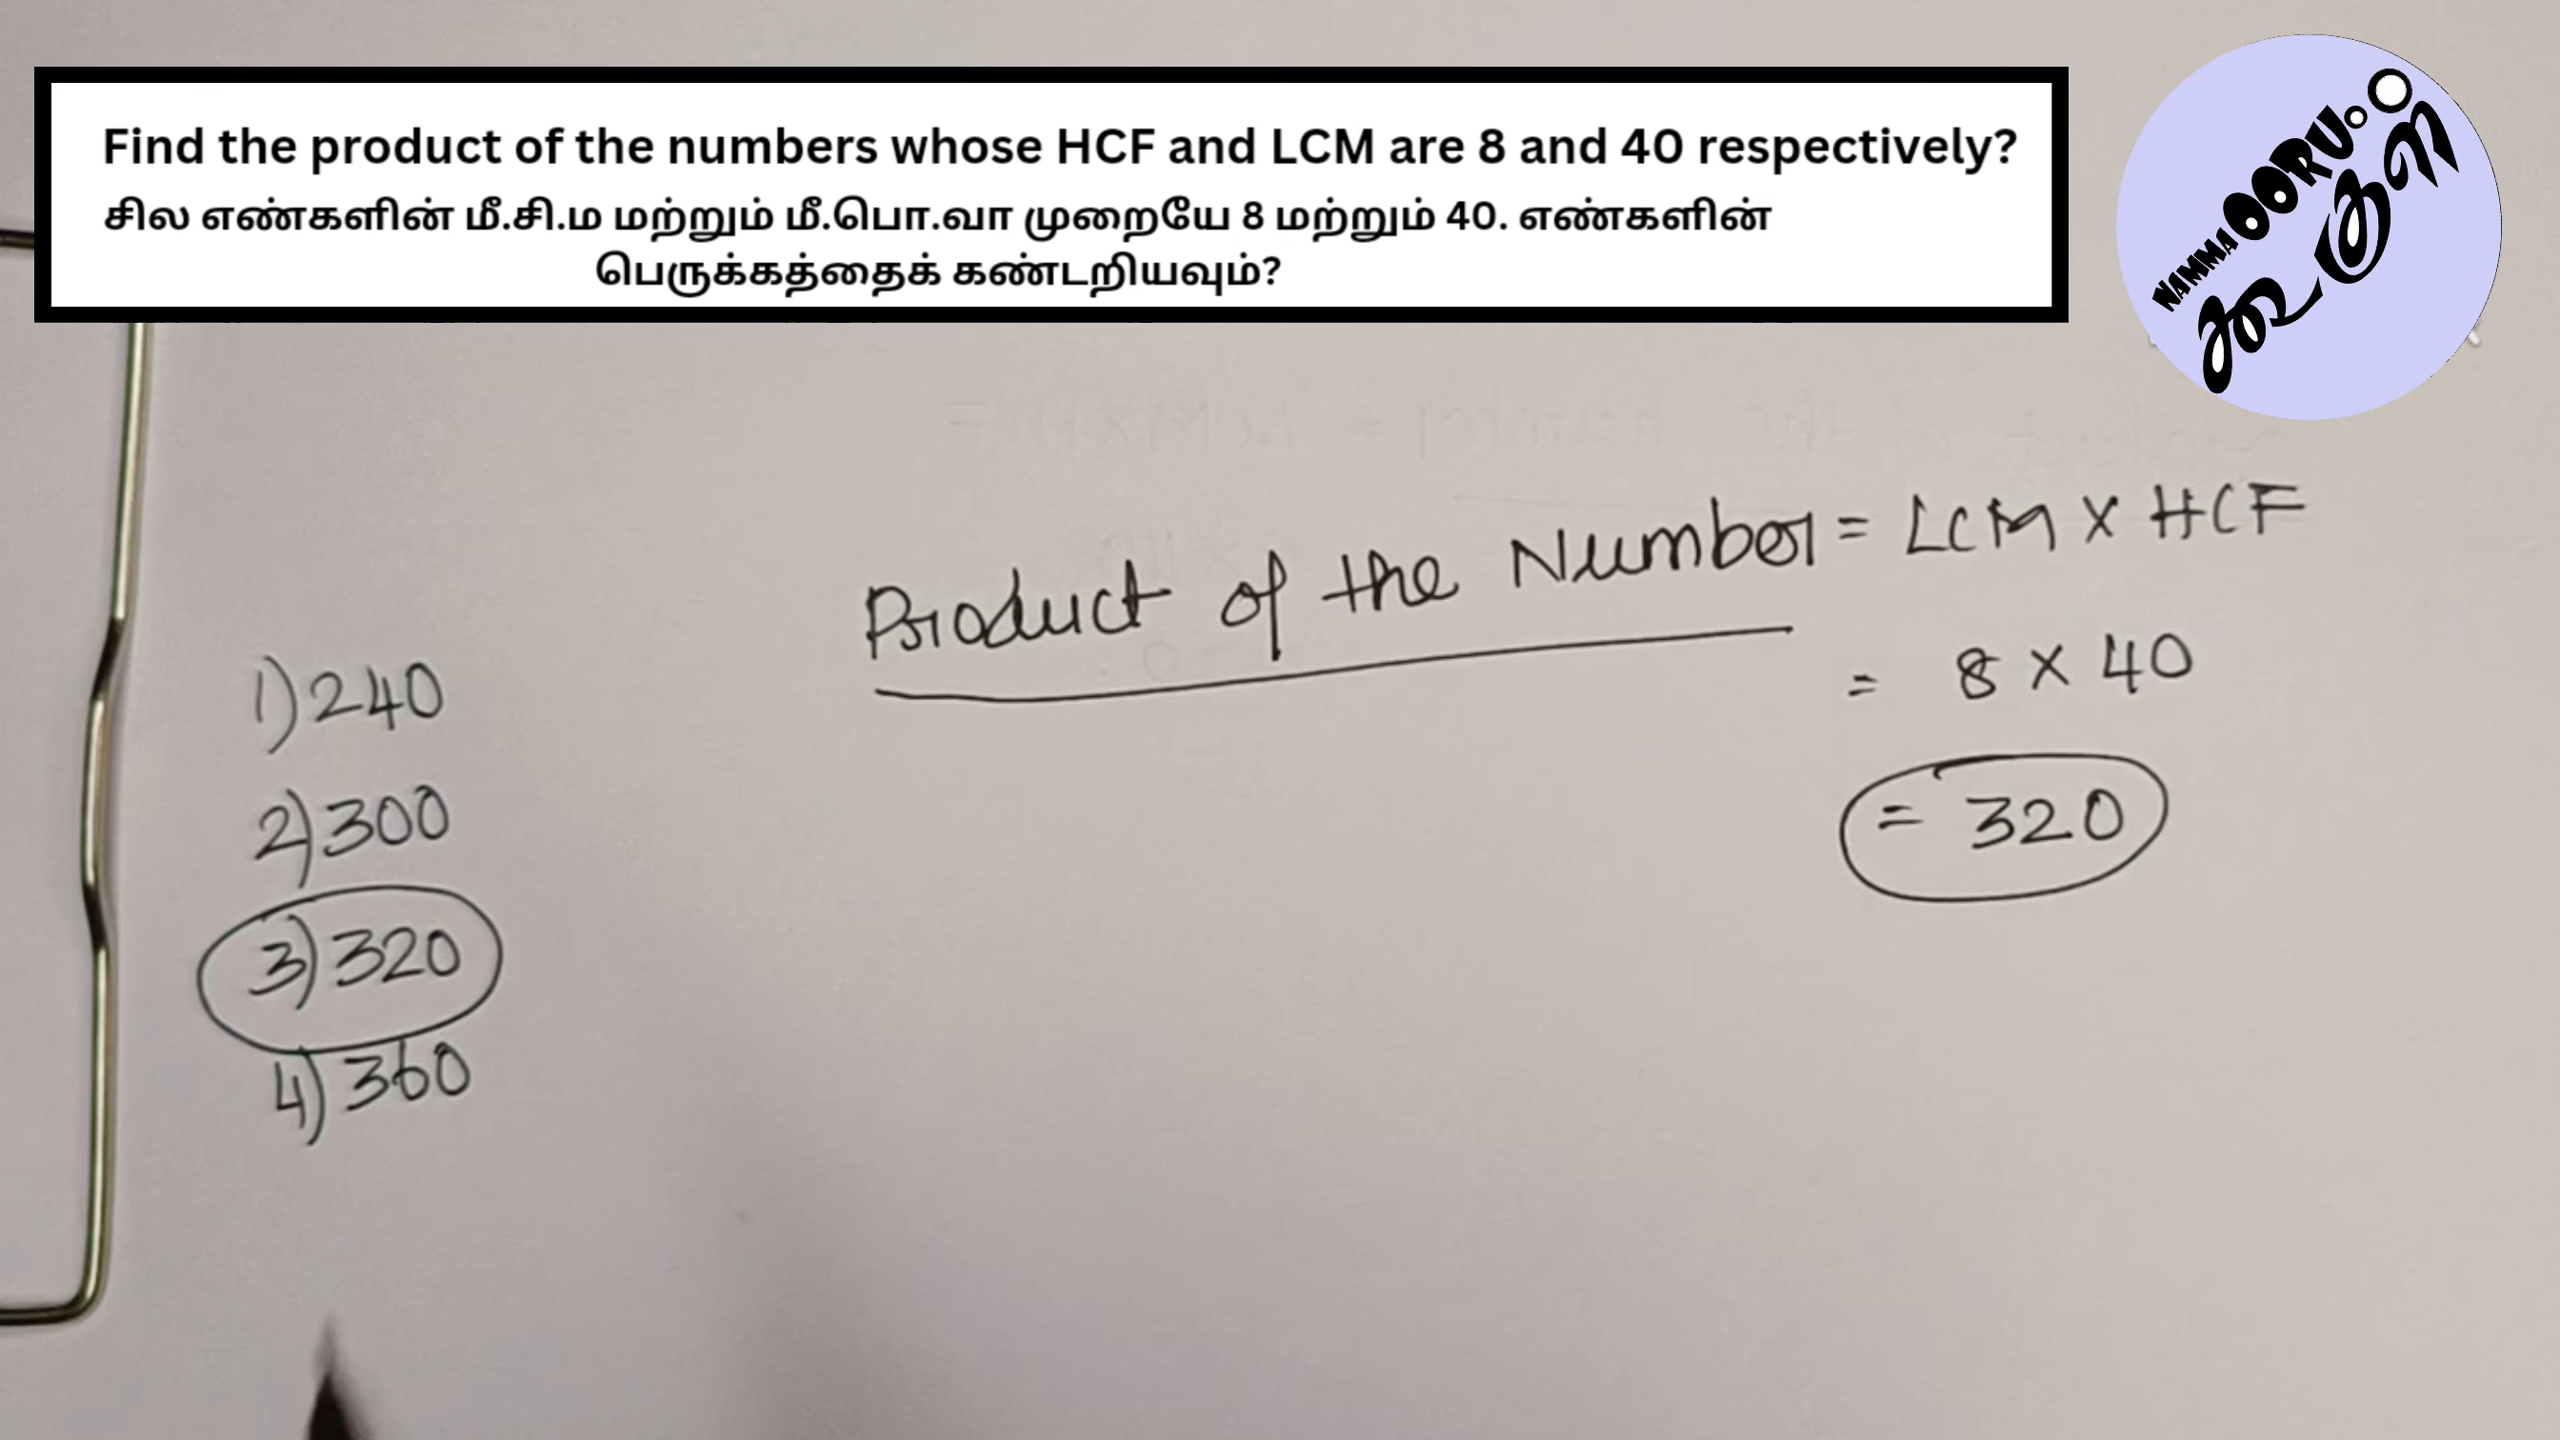 Find the product of the numbers whose HCF and LCM are 8 and 40 respectively?
சில எண்களின் மீ.சி.ம மற்றும் மீ.பொ.வா முறையே 8 மற்றும் 40. எண்களின்
பெருக்கத்தைக் கண்டறியவும்?
NAMMA OORU
Product of the Number = LCM X HCF
= 8 X 40
= 320
1) 240
2) 300
3) 320
4) 360